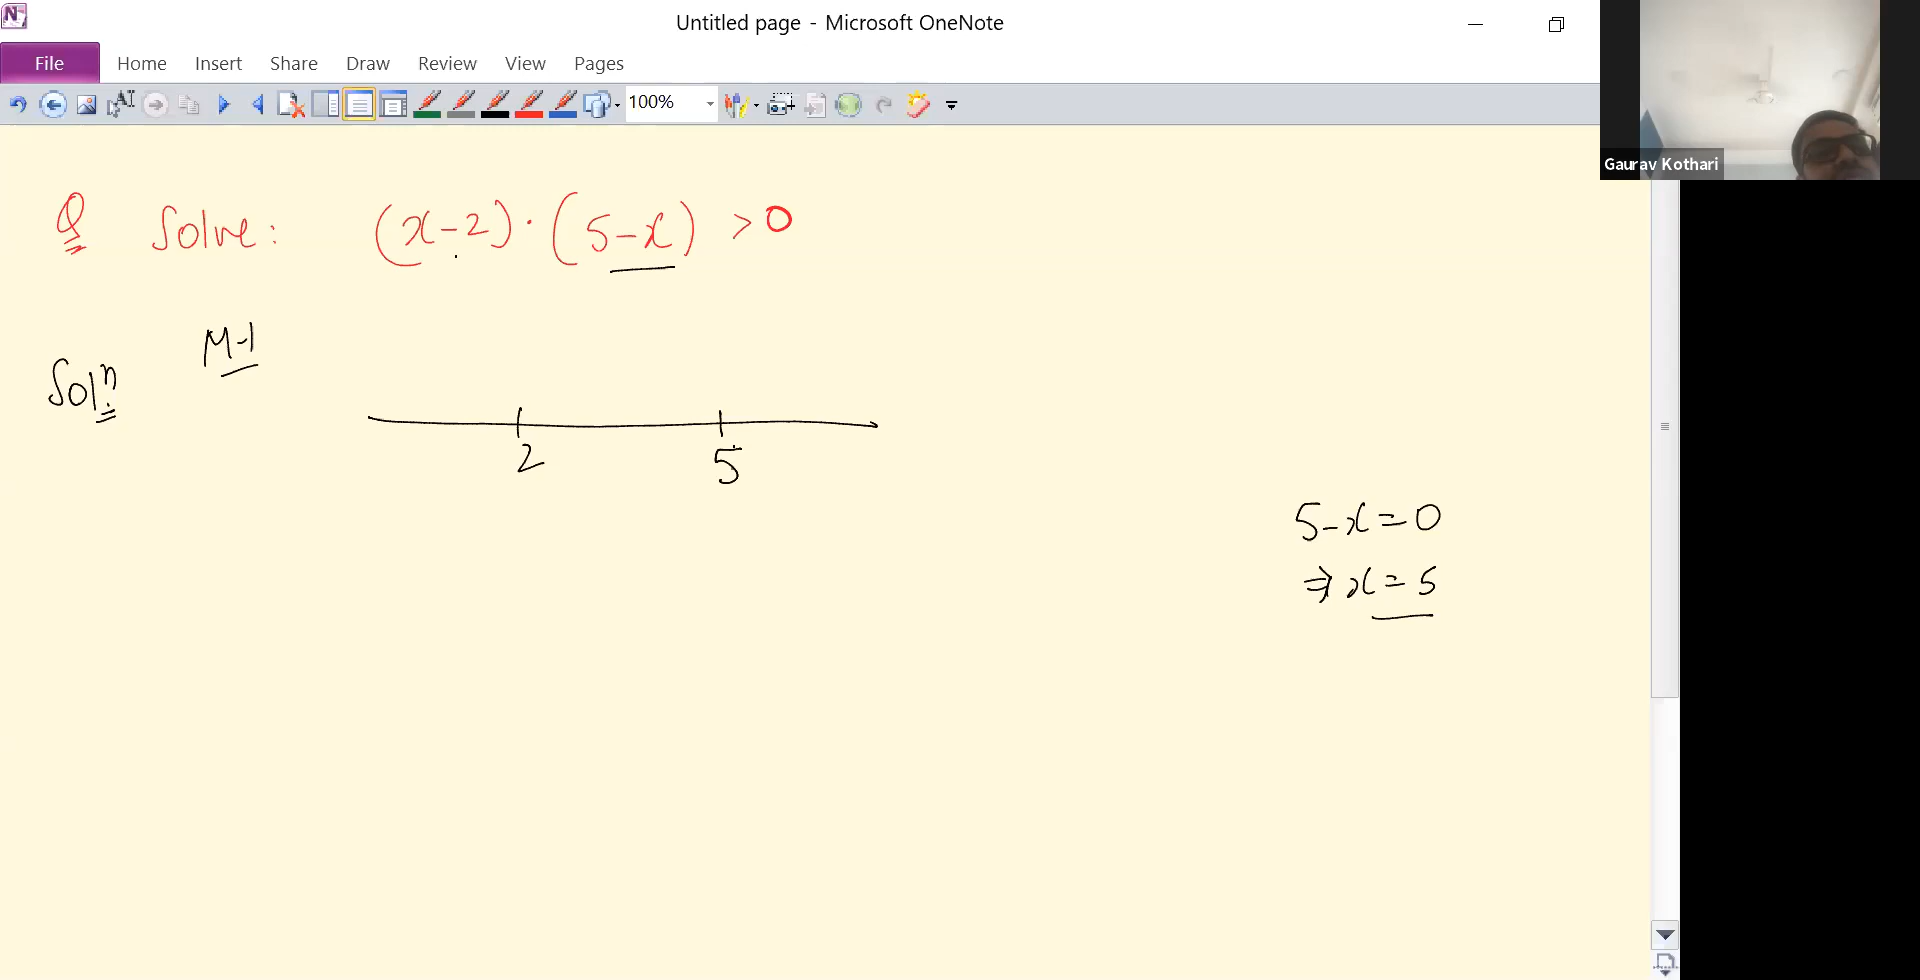 Untitled page - Microsoft OneNote
File Home Insert Share Draw Review View Pages
100%
Gaurav Kothari
Q Solve: (x-2)·(5-x) >0
M-1
Solⁿ:
2 5
5-x=0
⇒ x=5